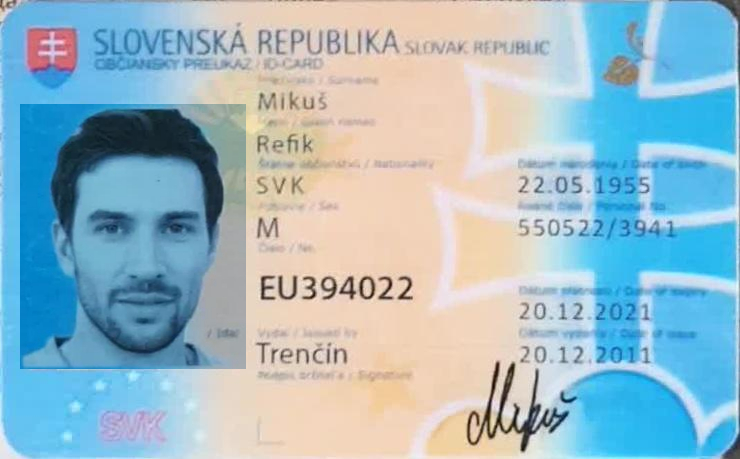 SLOVENSKÁ REPUBLIKA SLOVAK REPUBLIC
OBČIANSKY PREUKAZ / ID-CARD
Priezvisko / Surname
Mikuš
Meno / Given names
Refik
Štátne občianstvo / Nationality
Dátum narodenia / Date of birth
SVK
22.05.1955
Pohlavie / Sex
Rodné číslo / Personal No.
M
550522/3941
Číslo / No.
EU394022
Dátum platnosti / Date of expiry
20.12.2021
Vydal / Issued by
Dátum vydania / Date of issue
Trenčín
20.12.2011
Podpis držiteľa / Signature
Mikuš
SVK